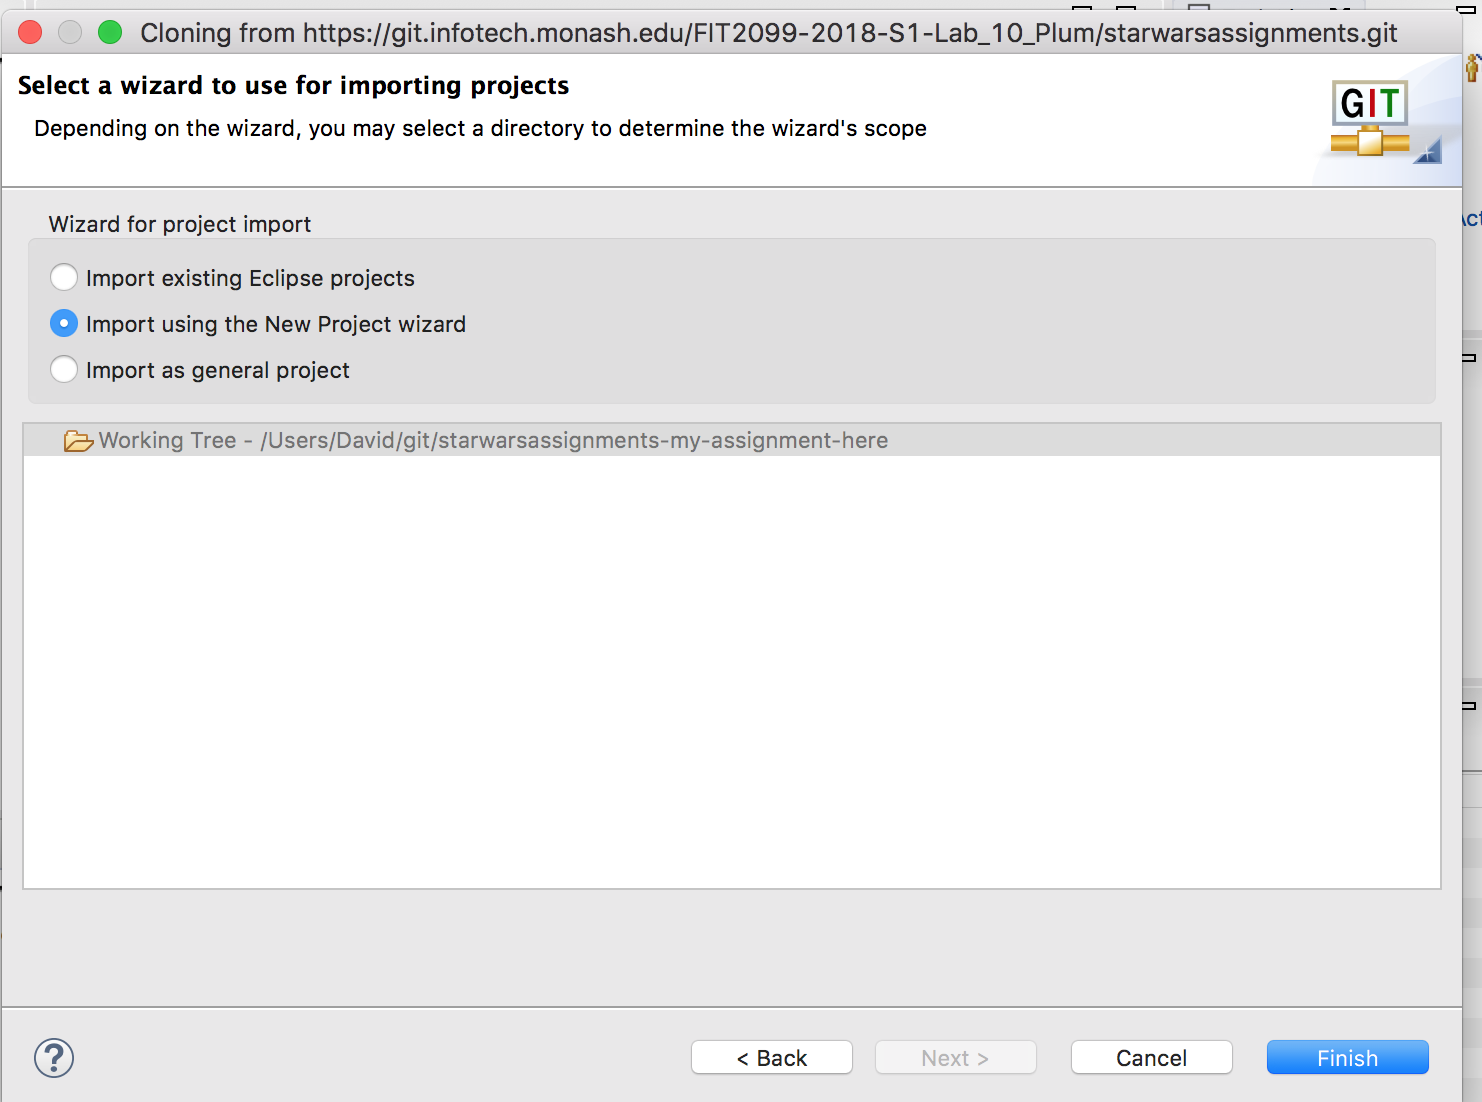 Cloning from https://git.infotech.monash.edu/FIT2099-2018-S1-Lab_10_Plum/starwarsassignments.git
Select a wizard to use for importing projects
Depending on the wizard, you may select a directory to determine the wizard's scope
GIT
Wizard for project import
Import existing Eclipse projects
Import using the New Project wizard
Import as general project
Working Tree - /Users/David/git/starwarsassignments-my-assignment-here
?
< Back
Next >
Cancel
Finish